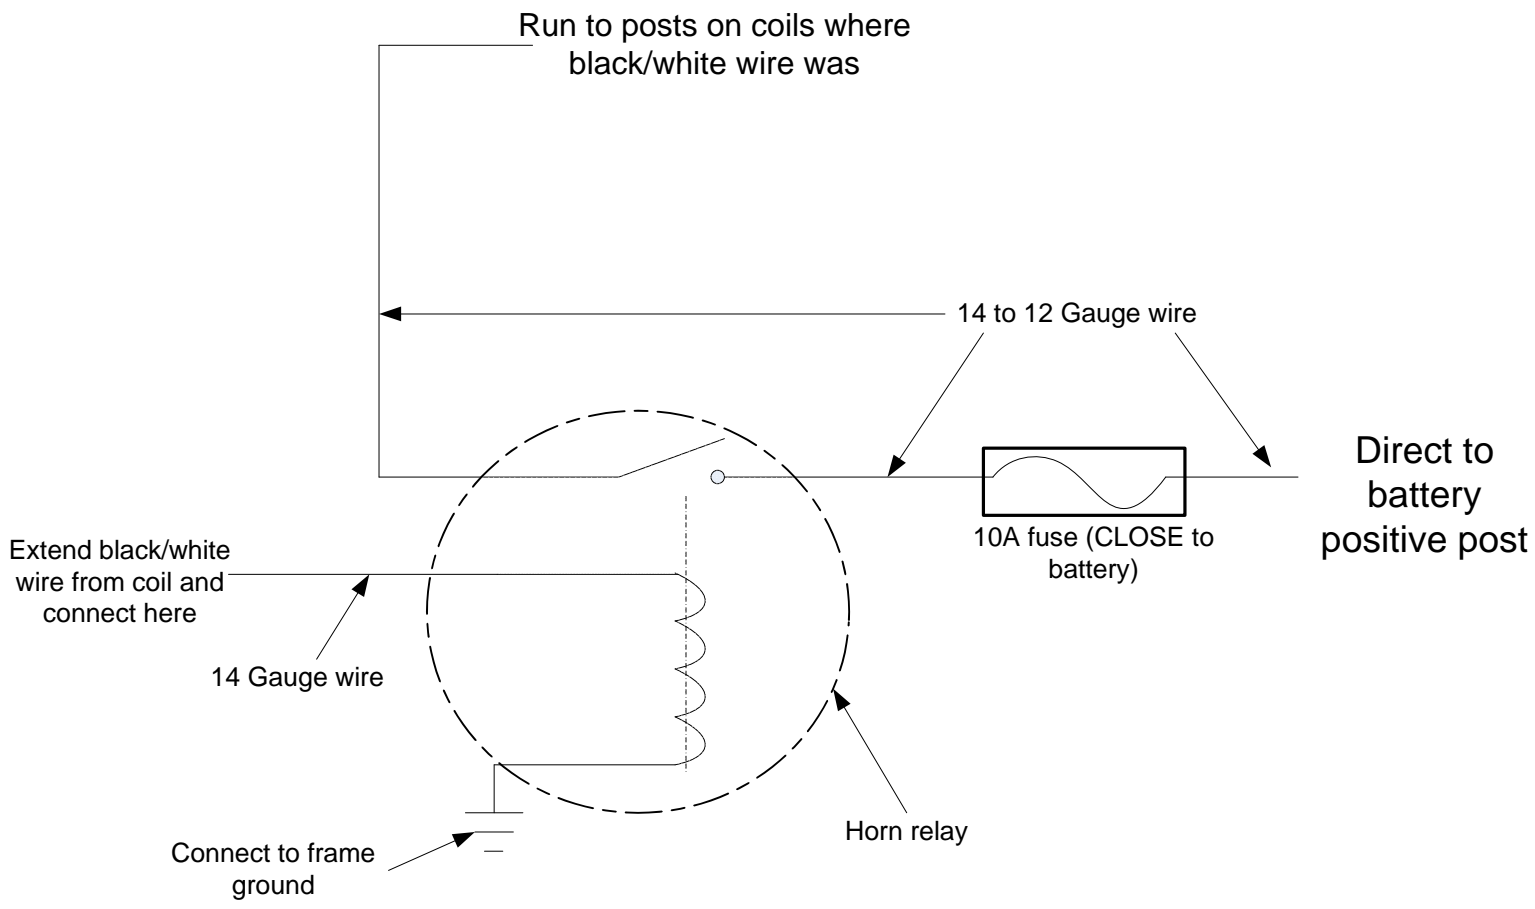 Run to posts on coils where
black/white wire was
14 to 12 Gauge wire
Direct to
battery
positive post
10A fuse (CLOSE to
battery)
Extend black/white
wire from coil and
connect here
14 Gauge wire
Horn relay
Connect to frame
ground